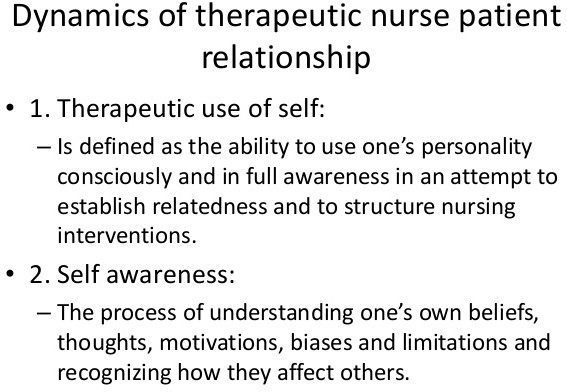 Dynamics of therapeutic nurse patient
relationship
• 1. Therapeutic use of self:
– Is defined as the ability to use one’s personality
consciously and in full awareness in an attempt to
establish relatedness and to structure nursing
interventions.
• 2. Self awareness:
– The process of understanding one’s own beliefs,
thoughts, motivations, biases and limitations and
recognizing how they affect others.